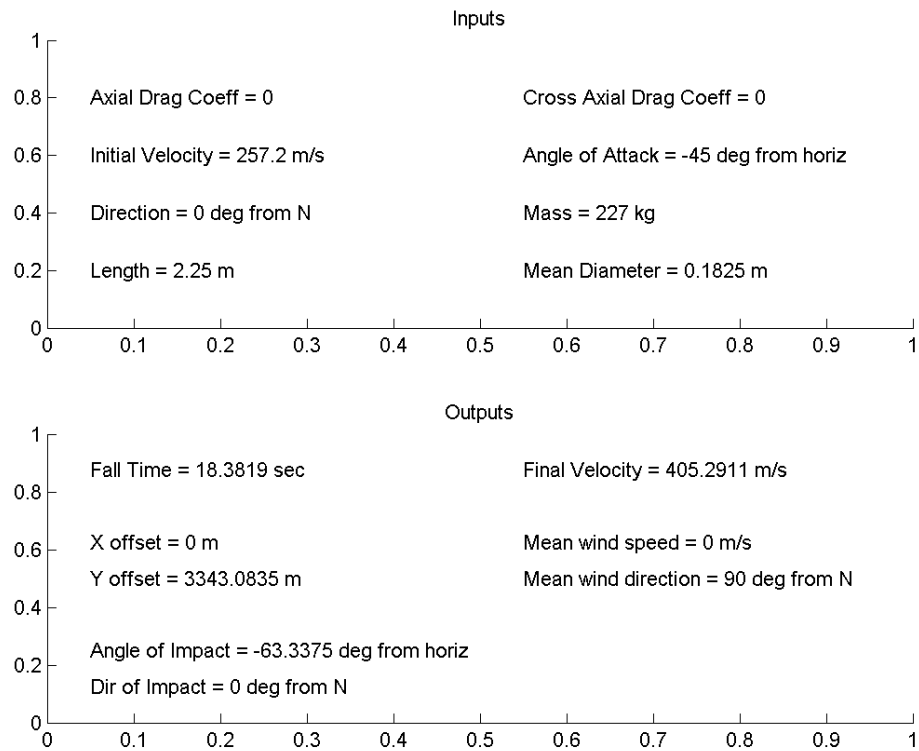 Inputs
1
0.8
Axial Drag Coeff = 0
Cross Axial Drag Coeff = 0
0.6
Initial Velocity = 257.2 m/s
Angle of Attack = -45 deg from horiz
0.4
Direction = 0 deg from N
Mass = 227 kg
0.2
Length = 2.25 m
Mean Diameter = 0.1825 m
0
0 0.1 0.2 0.3 0.4 0.5 0.6 0.7 0.8 0.9 1
Outputs
1
Fall Time = 18.3819 sec
Final Velocity = 405.2911 m/s
0.8
X offset = 0 m
Mean wind speed = 0 m/s
0.6
Y offset = 3343.0835 m
Mean wind direction = 90 deg from N
0.4
Angle of Impact = -63.3375 deg from horiz
0.2
Dir of Impact = 0 deg from N
0
0 0.1 0.2 0.3 0.4 0.5 0.6 0.7 0.8 0.9 1